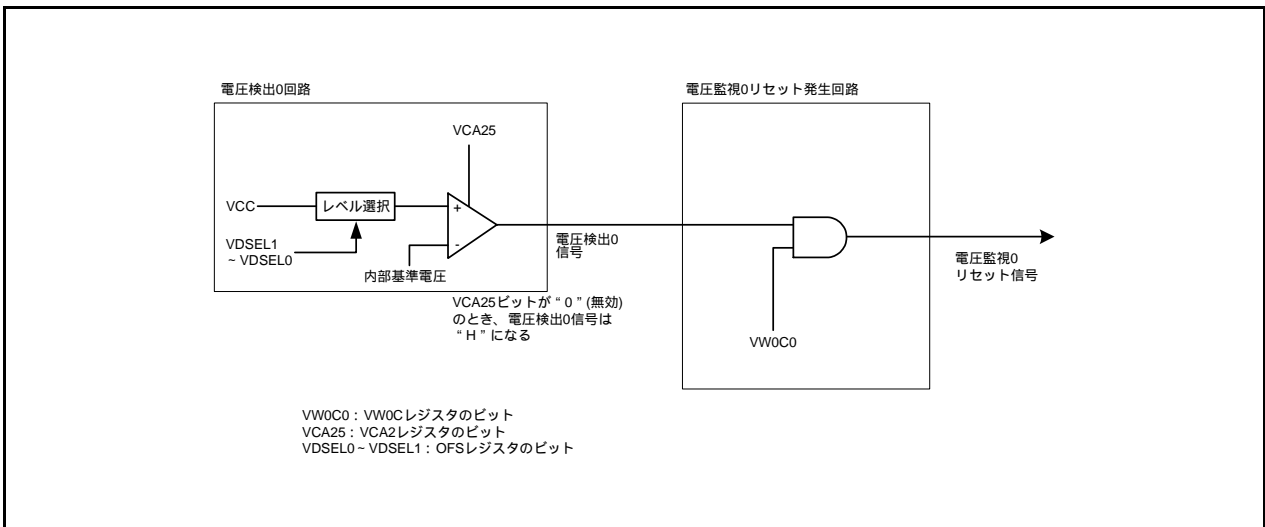 電圧検出0回路
電圧監視0リセット発生回路
VCA25
VCC
レベル選択
+
-
VDSEL1
~ VDSEL0
内部基準電圧
電圧検出0
信号
電圧監視0
リセット信号
VCA25ビットが“0”(無効)
のとき、電圧検出0信号は
“H”になる
VW0C0
VW0C0：VW0Cレジスタのビット
VCA25：VCA2レジスタのビット
VDSEL0~VDSEL1：OFSレジスタのビット